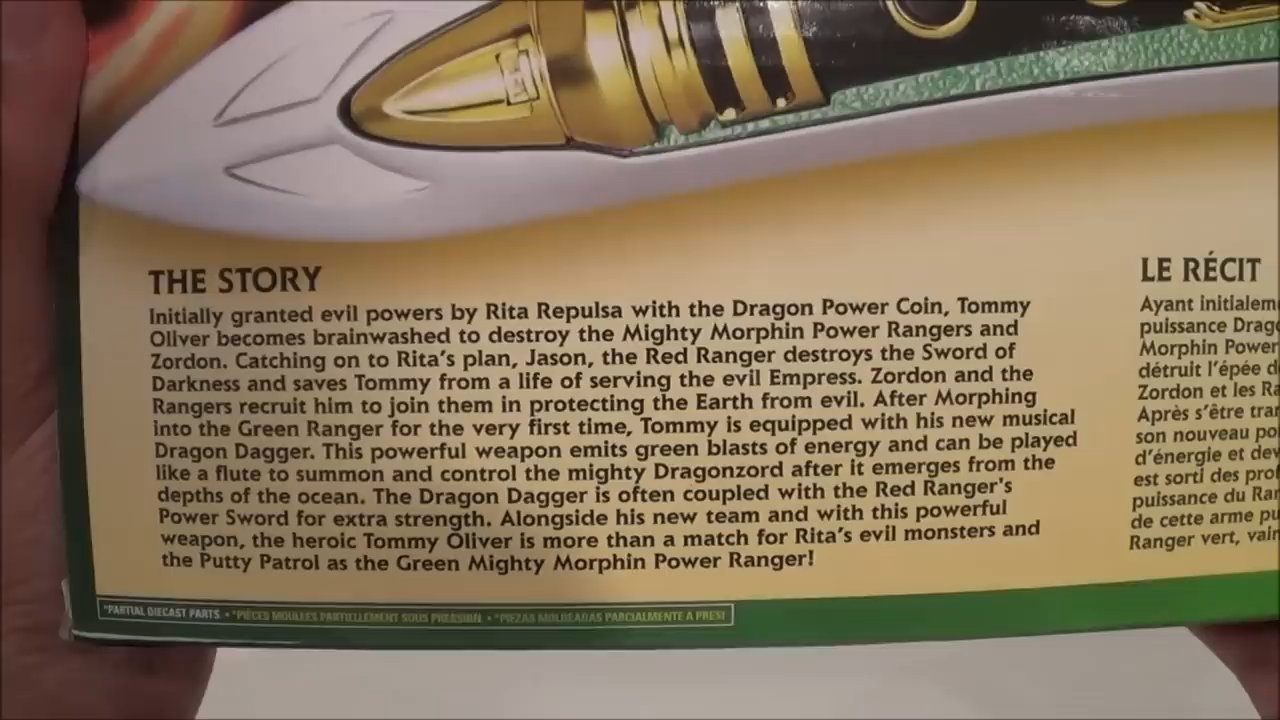 THE STORY
Initially granted evil powers by Rita Repulsa with the Dragon Power Coin, Tommy
Oliver becomes brainwashed to destroy the Mighty Morphin Power Rangers and
Zordon. Catching on to Rita's plan, Jason, the Red Ranger destroys the Sword of
Darkness and saves Tommy from a life of serving the evil Empress. Zordon and the
Rangers recruit him to join them in protecting the Earth from evil. After Morphing
into the Green Ranger for the very first time, Tommy is equipped with his new musical
Dragon Dagger. This powerful weapon emits green blasts of energy and can be played
like a flute to summon and control the mighty Dragonzord after it emerges from the
depths of the ocean. The Dragon Dagger is often coupled with the Red Ranger's
Power Sword for extra strength. Alongside his new team and with this powerful
weapon, the heroic Tommy Oliver is more than a match for Rita's evil monsters and
the Putty Patrol as the Green Mighty Morphin Power Ranger!
LE RÉCIT
Ayant initialem
puissance Drago
Morphin Power
détruit l'épée d
Zordon et les Ra
Après s'être tran
son nouveau po
d'énergie et dev
est sorti des prof
puissance du Ran
de cette arme pu
Ranger vert, vain
*PARTIAL DIECAST PARTS • *PIÈCES MOULÉES PARTIELLEMENT SOUS PRESSION • *PIEZAS MOLDEADAS PARCIALMENTE A PRESI